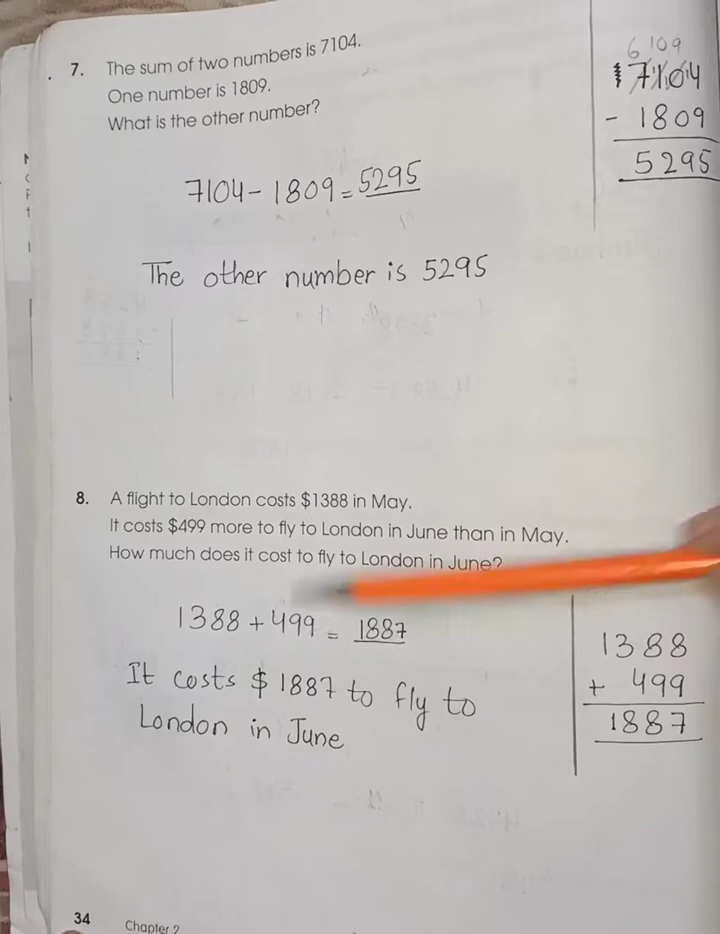 7. The sum of two numbers is 7104.
One number is 1809.
What is the other number?
6 10 9
7104
- 1809
5295
7104 - 1809 = 5295
The other number is 5295
8. A flight to London costs $1388 in May.
It costs $499 more to fly to London in June than in May.
How much does it cost to fly to London in June?
1388 + 499 = 1887
It costs $ 1887 to fly to
London in June
1388
+ 499
1887
34 Chapter 2